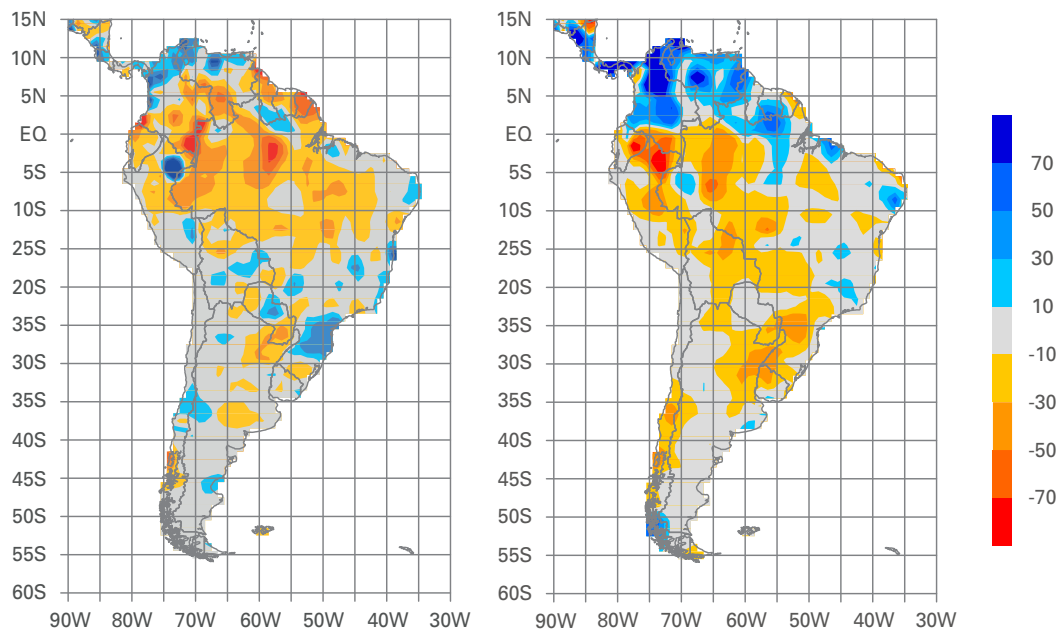 15N 15N
10N 10N
5N 5N
EQ EQ
5S 5S
10S 10S
25S 25S
20S 20S
35S 35S
30S 30S
35S 35S
40S 40S
45S 45S
50S 50S
55S 55S
60S 60S
90W 80W 70W 60W 50W 40W 30W
90W 80W 70W 60W 50W 40W 30W
70
50
30
10
-10
-30
-50
-70